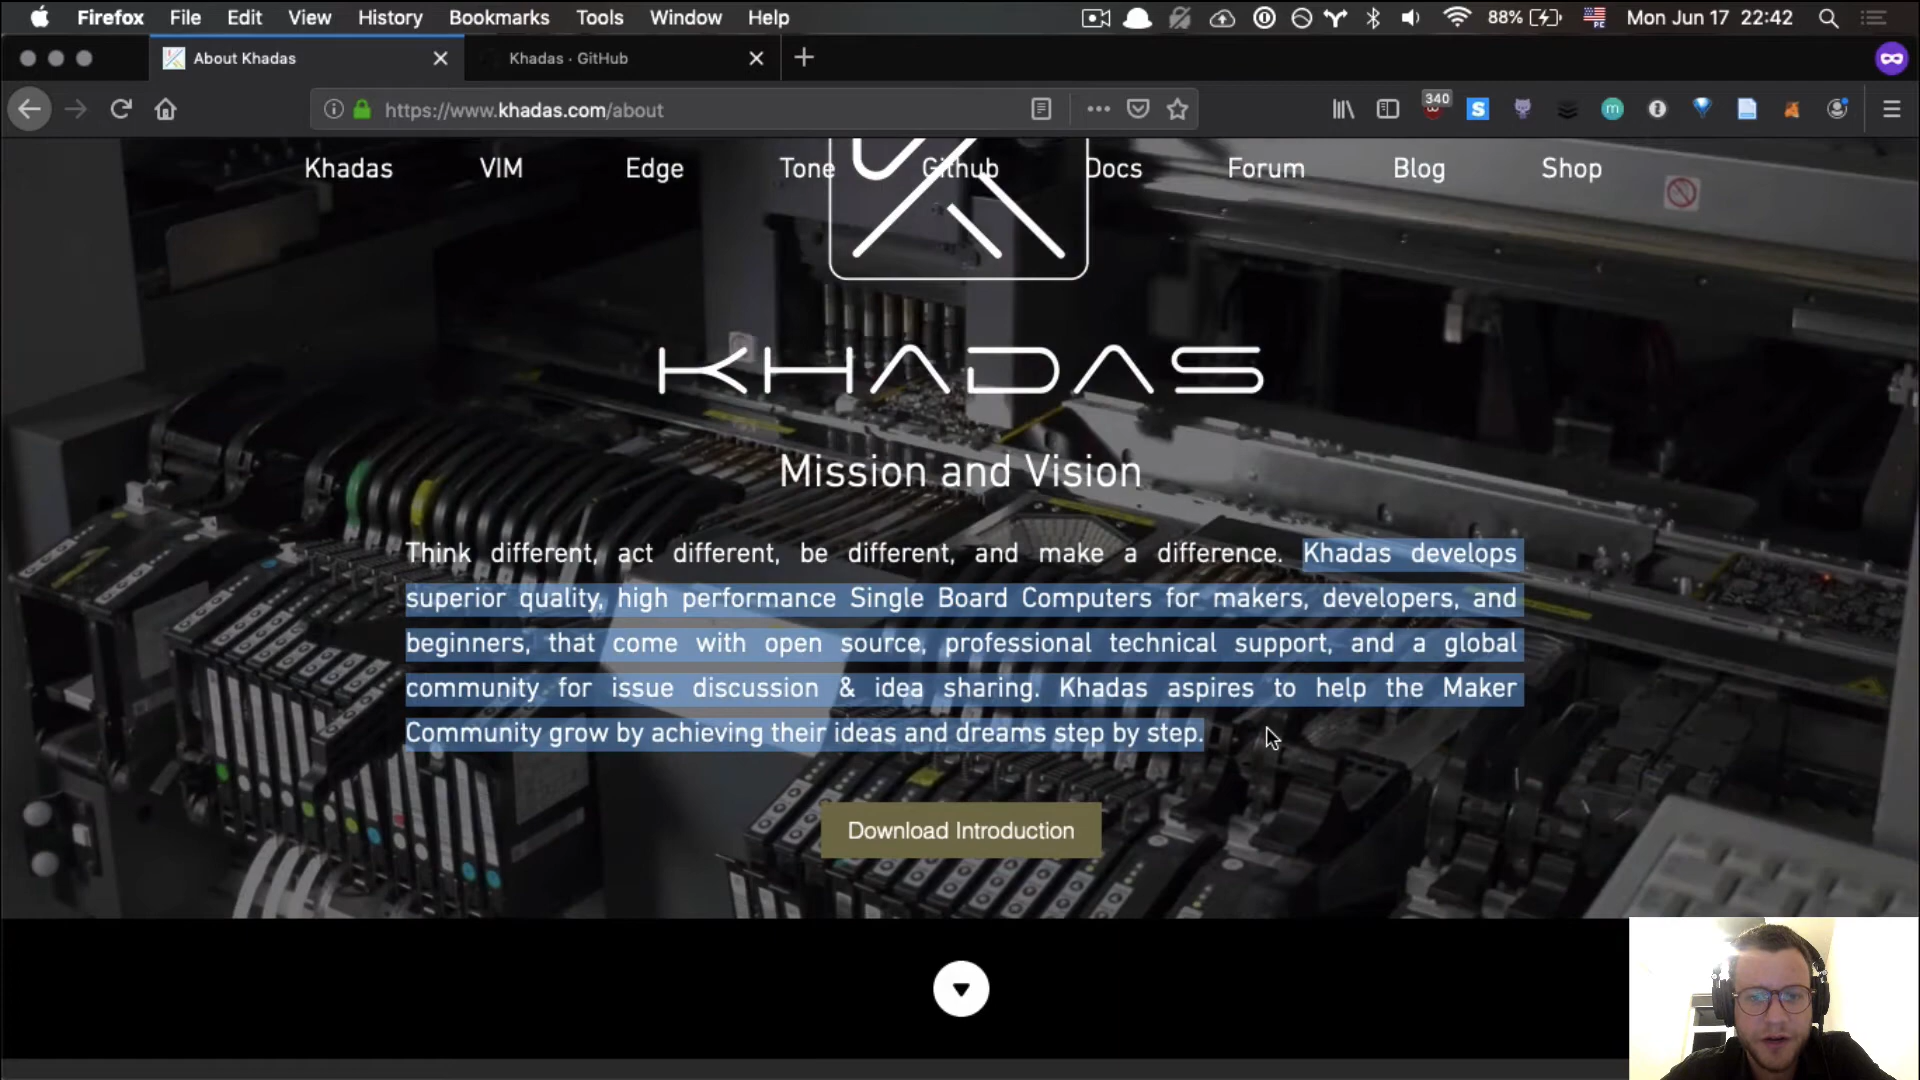 Firefox File Edit View History Bookmarks Tools Window Help 88% Mon Jun 17 22:42
About Khadas Khadas · GitHub
https://www.khadas.com/about 340
Khadas VIM Edge Tone Github Docs Forum Blog Shop
KHADAS
Mission and Vision
Think different, act different, be different, and make a difference. Khadas develops
superior quality, high performance Single Board Computers for makers, developers, and
beginners, that come with open source, professional technical support, and a global
community for issue discussion & idea sharing. Khadas aspires to help the Maker
Community grow by achieving their ideas and dreams step by step.
Download Introduction